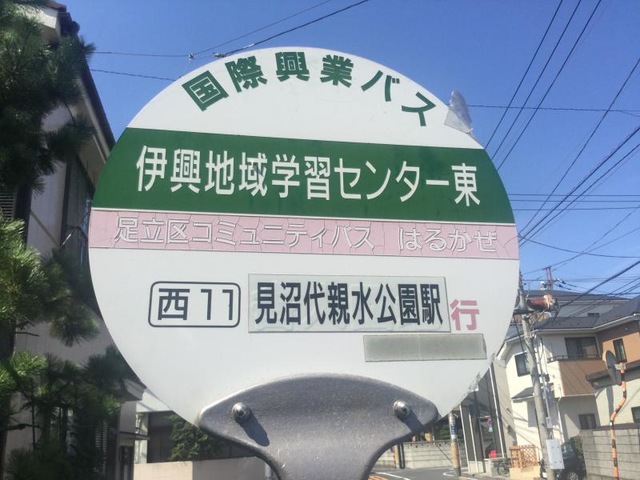 国際興業バス
伊興地域学習センター東
足立区コミュニティバス はるかぜ
西11 見沼代親水公園駅行